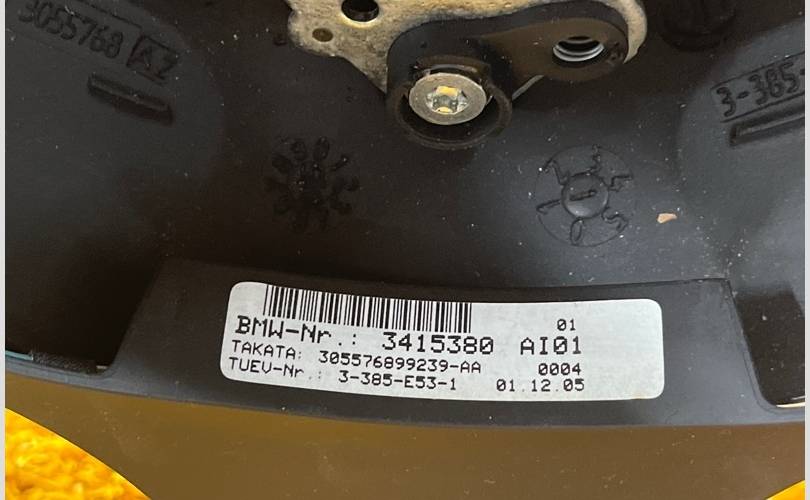 3055768 A2
3-385
01
BMW-Nr.: 3415380 AI01
TAKATA: 305576899239-AA 0004
TUEV-Nr.: 3-385-E53-1 01.12.05